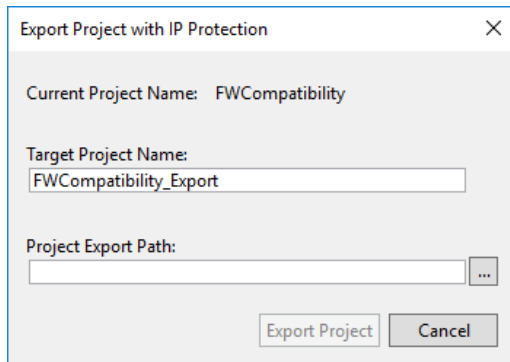 Export Project with IP Protection
Current Project Name: FWCompatibility
Target Project Name:
FWCompatibility_Export
Project Export Path:
...
Export Project Cancel